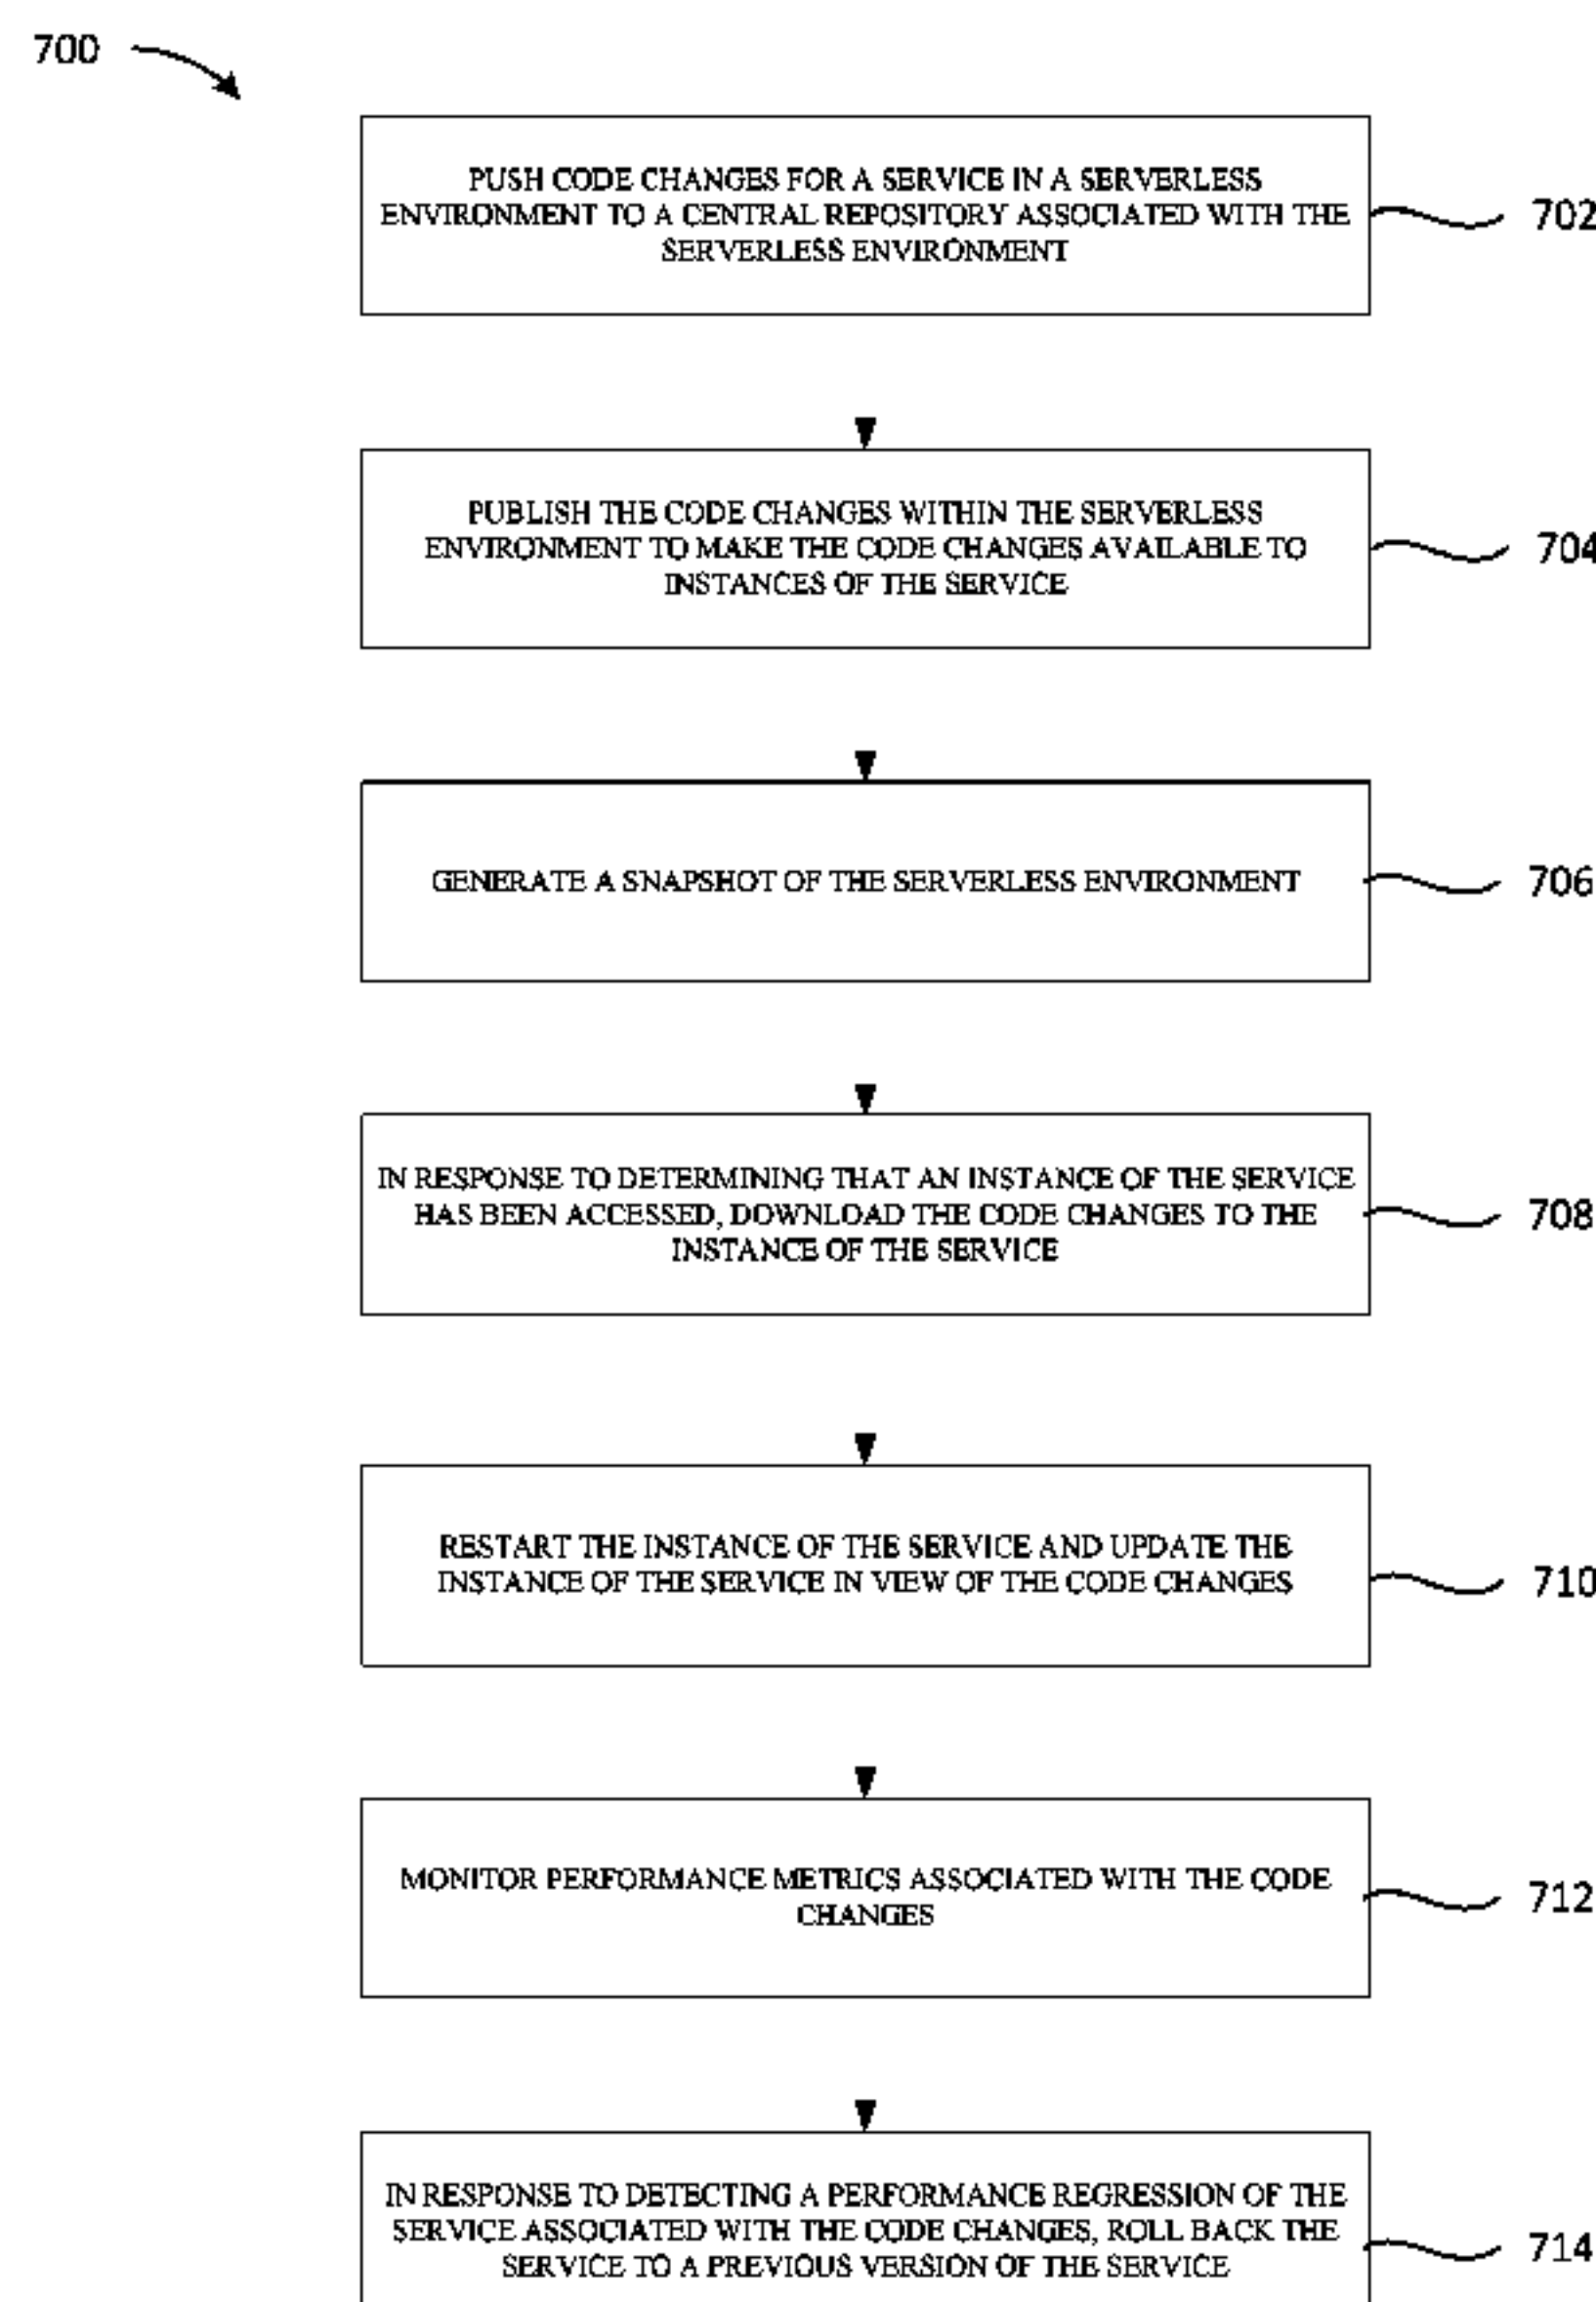 700
PUSH CODE CHANGES FOR A SERVICE IN A SERVERLESS
ENVIRONMENT TO A CENTRAL REPOSITORY ASSOCIATED WITH THE
SERVERLESS ENVIRONMENT
702
PUBLISH THE CODE CHANGES WITHIN THE SERVERLESS
ENVIRONMENT TO MAKE THE CODE CHANGES AVAILABLE TO
INSTANCES OF THE SERVICE
704
GENERATE A SNAPSHOT OF THE SERVERLESS ENVIRONMENT
706
IN RESPONSE TO DETERMINING THAT AN INSTANCE OF THE SERVICE
HAS BEEN ACCESSED, DOWNLOAD THE CODE CHANGES TO THE
INSTANCE OF THE SERVICE
708
RESTART THE INSTANCE OF THE SERVICE AND UPDATE THE
INSTANCE OF THE SERVICE IN VIEW OF THE CODE CHANGES
710
MONITOR PERFORMANCE METRICS ASSOCIATED WITH THE CODE
CHANGES
712
IN RESPONSE TO DETECTING A PERFORMANCE REGRESSION OF THE
SERVICE ASSOCIATED WITH THE CODE CHANGES, ROLL BACK THE
SERVICE TO A PREVIOUS VERSION OF THE SERVICE
714